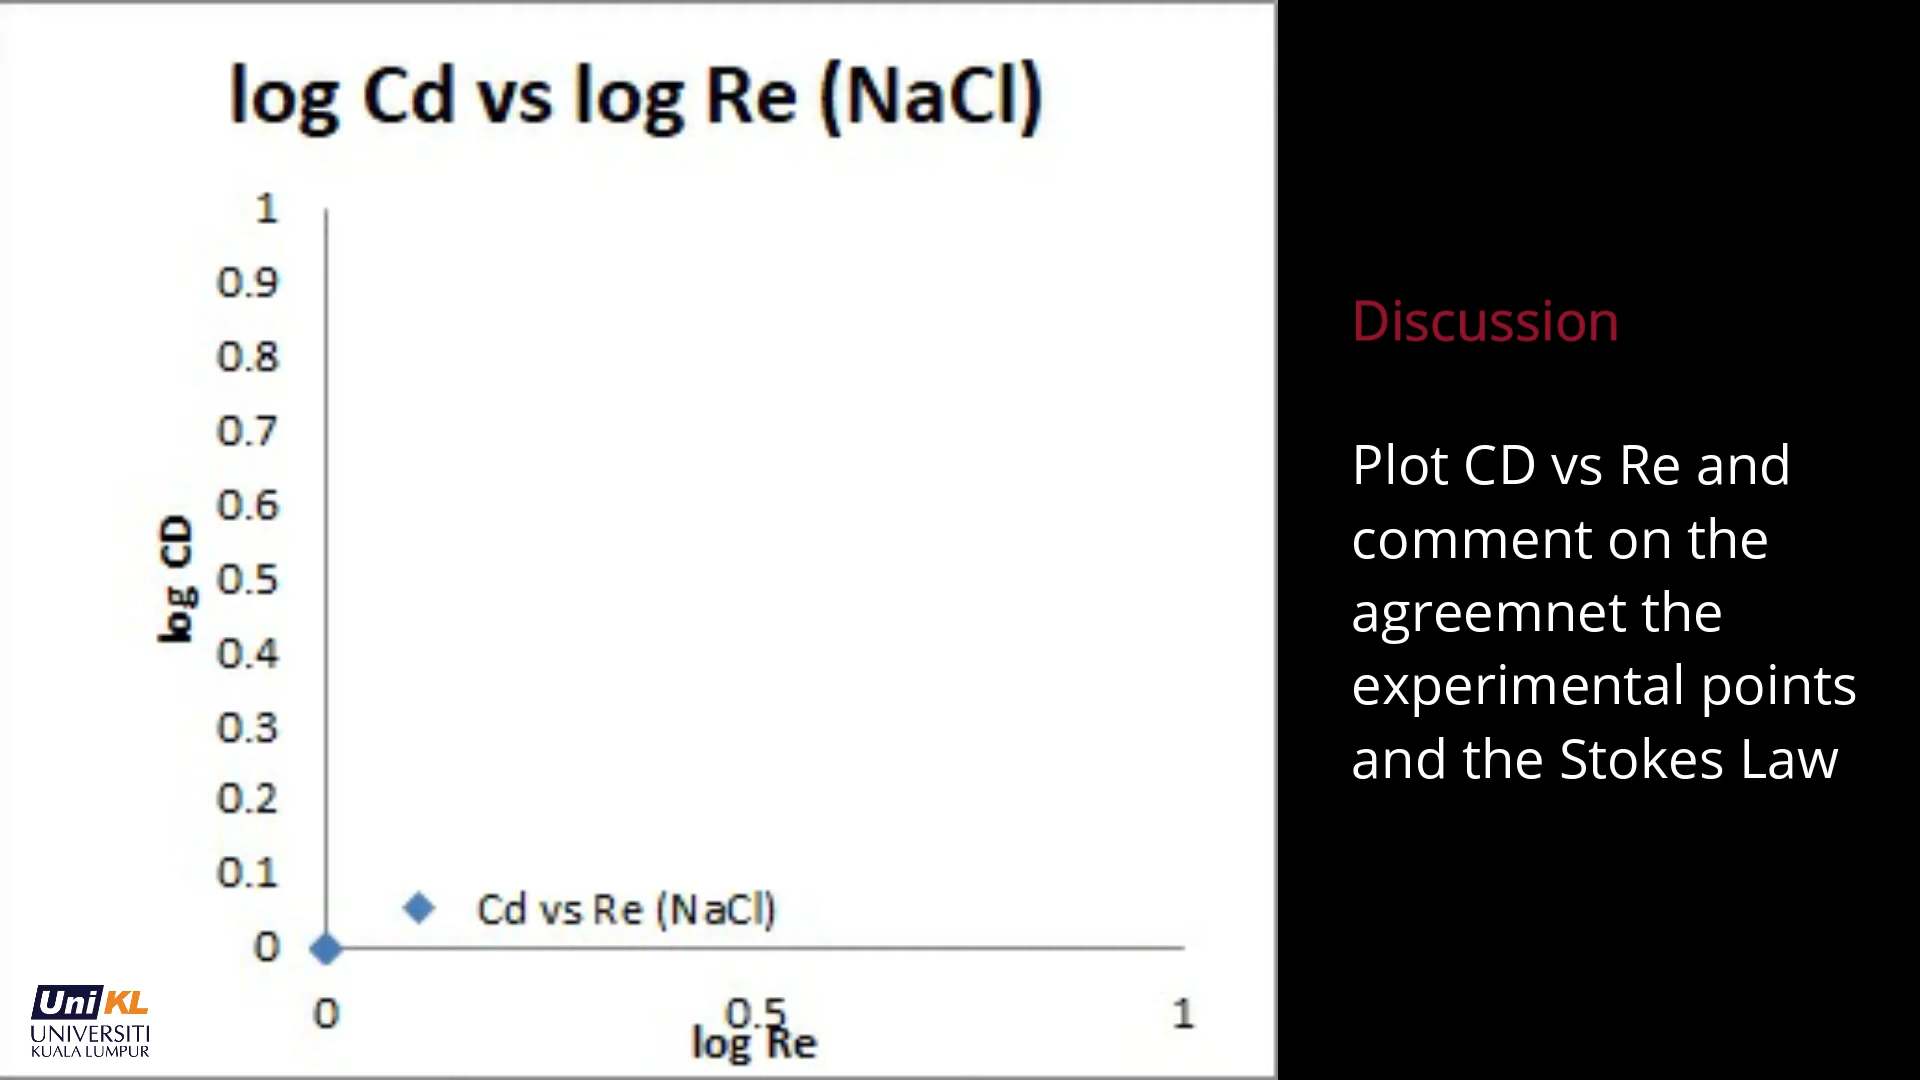 log Cd vs log Re (NaCl)
1
0.9
0.8
0.7
0.6
0.5
0.4
0.3
0.2
0.1
0
log CD
Cd vs Re (NaCl)
0
0.5
1
log Re
UniKL
UNIVERSITI
KUALA LUMPUR
Discussion
Plot CD vs Re and
comment on the
agreemnet the
experimental points
and the Stokes Law